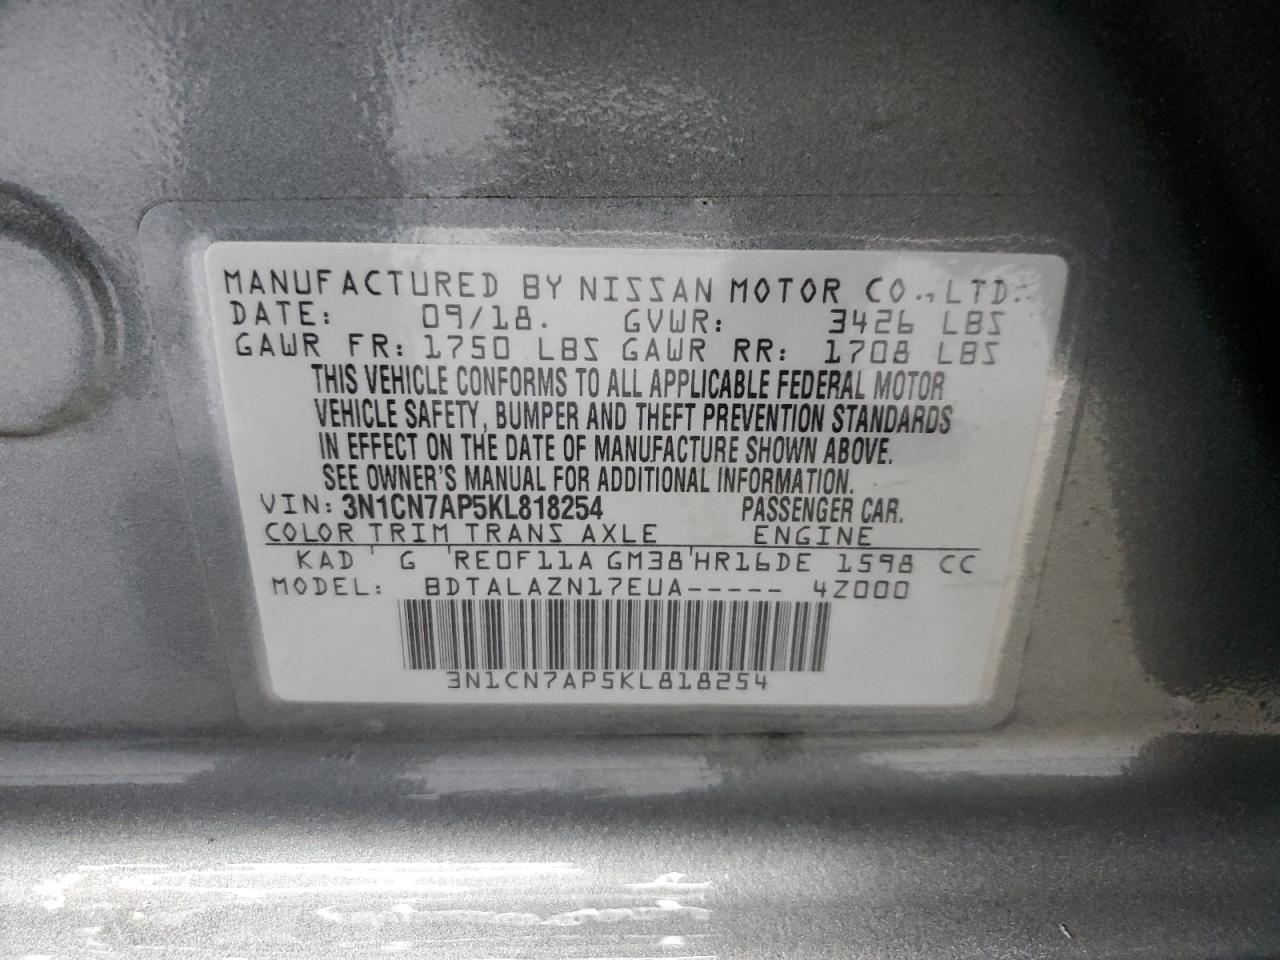 MANUFACTURED BY NISSAN MOTOR CO., LTD.
DATE: 09/18. GVWR: 3426 LBS
GAWR FR: 1750 LBS GAWR RR: 1708 LBS
THIS VEHICLE CONFORMS TO ALL APPLICABLE FEDERAL MOTOR
VEHICLE SAFETY, BUMPER AND THEFT PREVENTION STANDARDS
IN EFFECT ON THE DATE OF MANUFACTURE SHOWN ABOVE.
SEE OWNER'S MANUAL FOR ADDITIONAL INFORMATION.
VIN: 3N1CN7AP5KL818254 PASSENGER CAR.
COLOR TRIM TRANS AXLE ENGINE
KAD ' G 'RE0F11A GM38'HR16DE 1598 CC
MODEL: BDTALAZN17EUA----- 4Z000
3N1CN7AP5KL818254